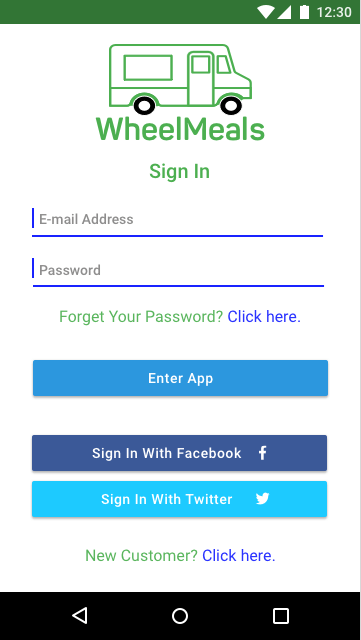 12:30
WheelMeals
Sign In
E-mail Address
Password
Forget Your Password? Click here.
Enter App
Sign In With Facebook
Sign In With Twitter
New Customer? Click here.